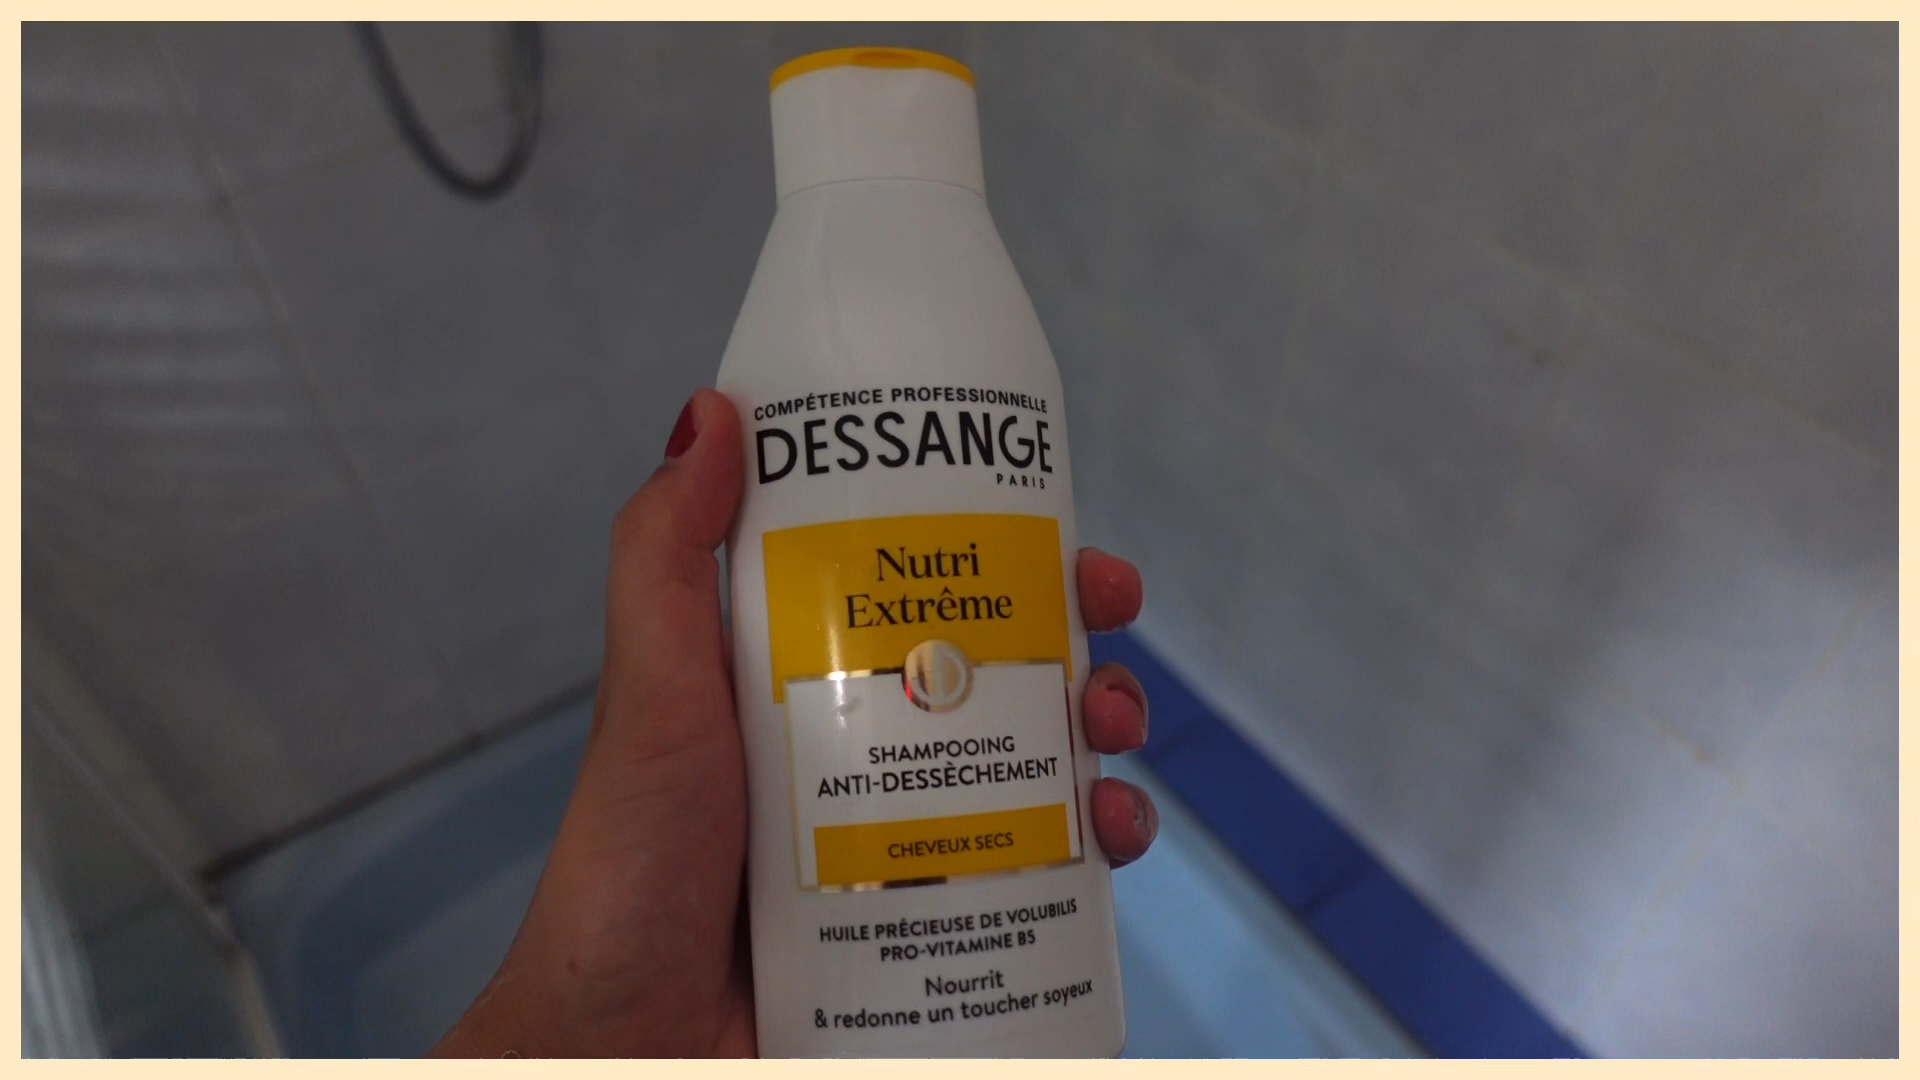 COMPÉTENCE PROFESSIONNELLE
DESSANGE
PARIS
Nutri
Extrême
SHAMPOOING
ANTI-DESSÈCHEMENT
CHEVEUX SECS
HUILE PRÉCIEUSE DE VOLUBILIS
PRO-VITAMINE B5
Nourrit
& redonne un toucher soyeux